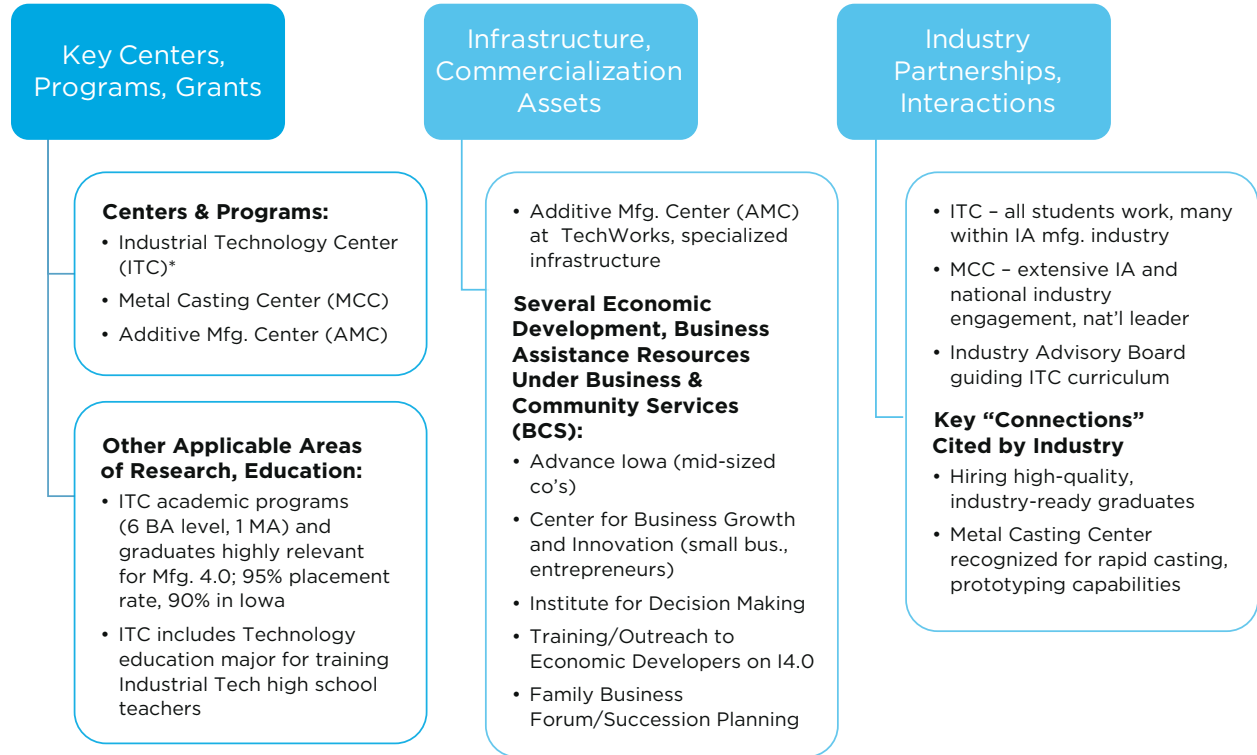 Key Centers,
Programs, Grants
Centers & Programs:
• Industrial Technology Center
(ITC)*
• Metal Casting Center (MCC)
• Additive Mfg. Center (AMC)
Other Applicable Areas
of Research, Education:
• ITC academic programs
(6 BA level, 1 MA) and
graduates highly relevant
for Mfg. 4.0; 95% placement
rate, 90% in Iowa
• ITC includes Technology
education major for training
Industrial Tech high school
teachers
Infrastructure,
Commercialization
Assets
• Additive Mfg. Center (AMC)
at TechWorks, specialized
infrastructure
Several Economic
Development, Business
Assistance Resources
Under Business &
Community Services
(BCS):
• Advance Iowa (mid-sized
co’s)
• Center for Business Growth
and Innovation (small bus.,
entrepreneurs)
• Institute for Decision Making
• Training/Outreach to
Economic Developers on I4.0
• Family Business
Forum/Succession Planning
Industry
Partnerships,
Interactions
• ITC – all students work, many
within IA mfg. industry
• MCC – extensive IA and
national industry
engagement, nat’l leader
• Industry Advisory Board
guiding ITC curriculum
Key “Connections”
Cited by Industry
• Hiring high-quality,
industry-ready graduates
• Metal Casting Center
recognized for rapid casting,
prototyping capabilities